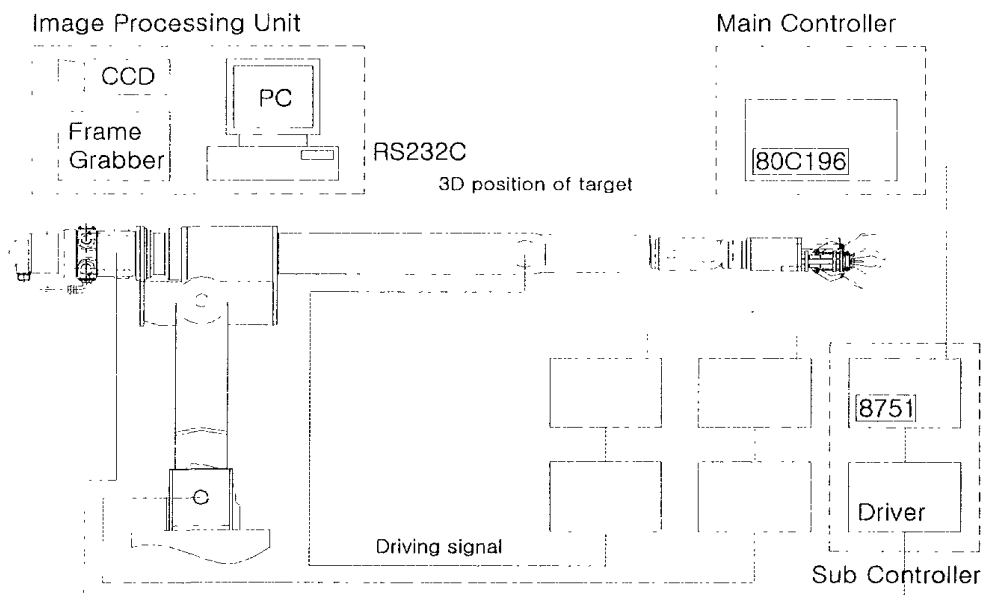 Image Processing Unit
Main Controller
CCD
PC
Frame
Grabber
RS232C
80C196
3D position of target
8751
Driver
Driving signal
Sub Controller